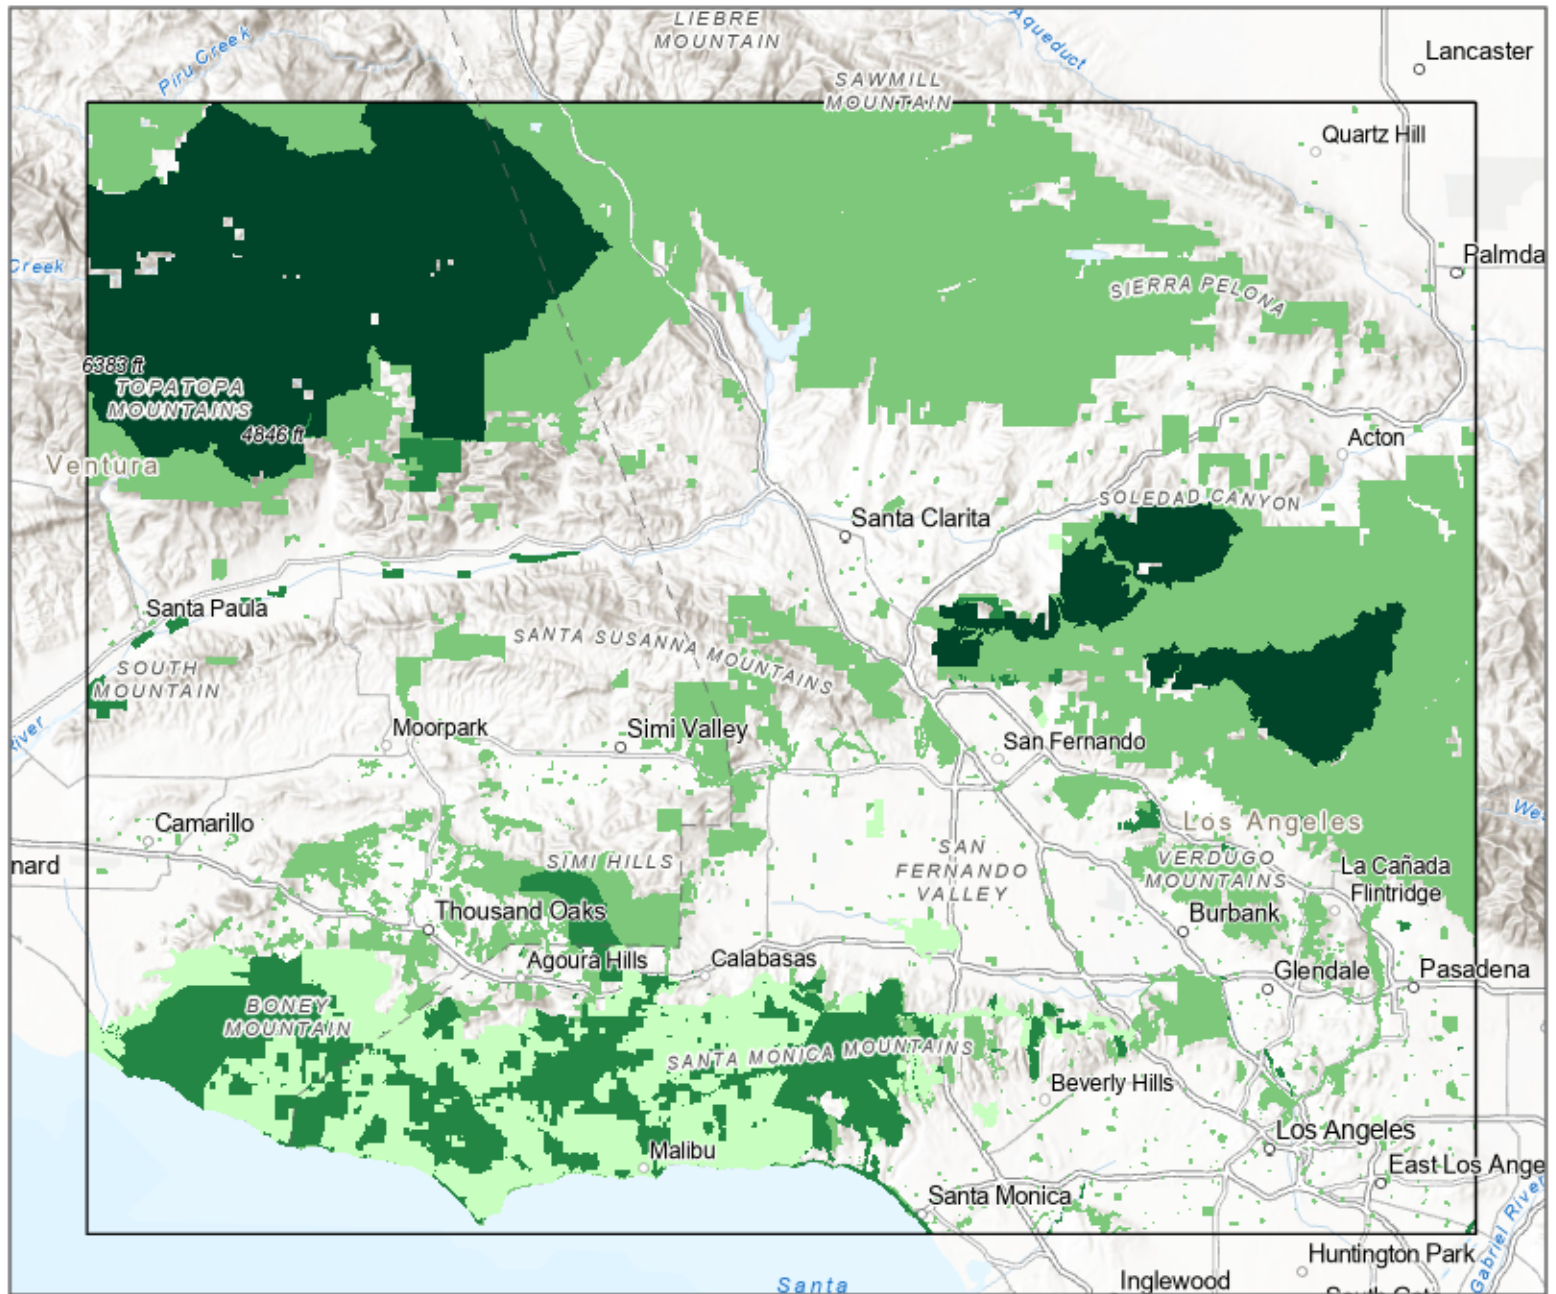 LIEBRE
MOUNTAIN
Aqueduct
Piru Creek
Lancaster
SAWMILL
MOUNTAIN
Quartz Hill
Creek
Palmda
SIERRA PELONA
6383 ft
TOPATOPA
MOUNTAINS
4846 ft
Acton
Ventura
SOLEDAD CANYON
Santa Clarita
Santa Paula
SANTA SUSANNA MOUNTAINS
SOUTH
MOUNTAIN
River
Moorpark
Simi Valley
San Fernando
Camarillo
Los Angeles
We
nard
SIMI HILLS
SAN
FERNANDO
VALLEY
VERDUGO
MOUNTAINS
La Cañada
Flintridge
Thousand Oaks
Burbank
Agoura Hills
Calabasas
Glendale
Pasadena
BONEY
MOUNTAIN
SANTA MONICA MOUNTAINS
Beverly Hills
Malibu
Los Angeles
East Los Ange
Santa Monica
Gabriel River
Huntington Park
Inglewood
Santa